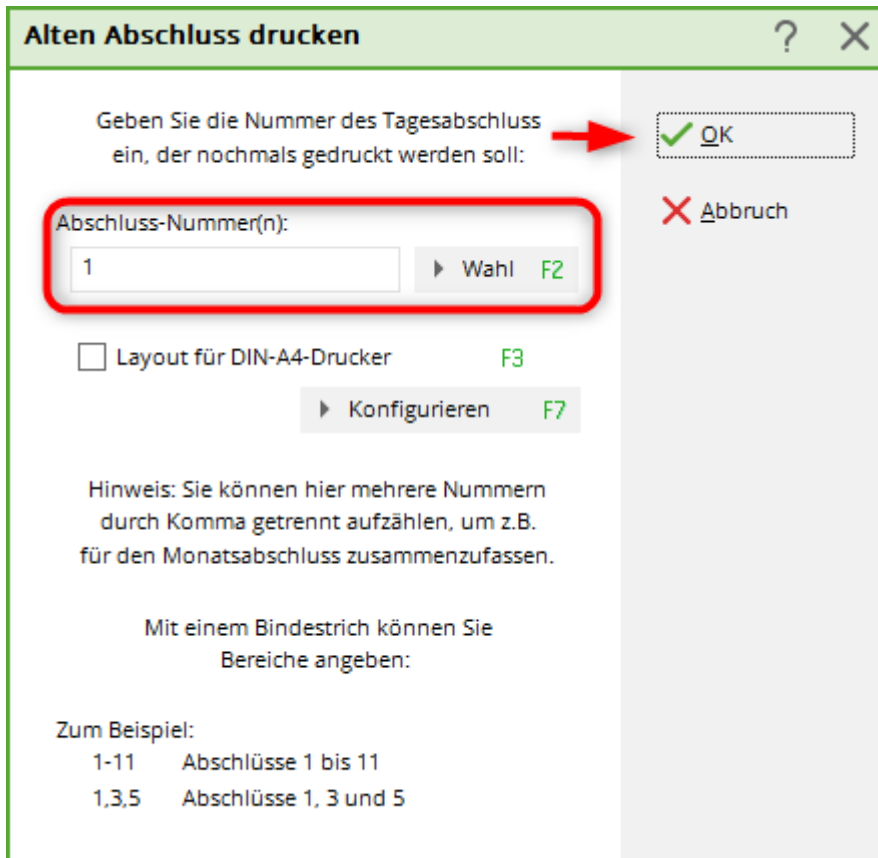 Alten Abschluss drucken
Geben Sie die Nummer des Tagesabschluss
ein, der nochmals gedruckt werden soll:
OK
Abbruch
Abschluss-Nummer(n):
1
Wahl F2
Layout für DIN-A4-Drucker F3
Konfigurieren F7
Hinweis: Sie können hier mehrere Nummern
durch Komma getrennt aufzählen, um z.B.
für den Monatsabschluss zusammenzufassen.
Mit einem Bindestrich können Sie
Bereiche angeben:
Zum Beispiel:
1-11 Abschlüsse 1 bis 11
1,3,5 Abschlüsse 1, 3 und 5